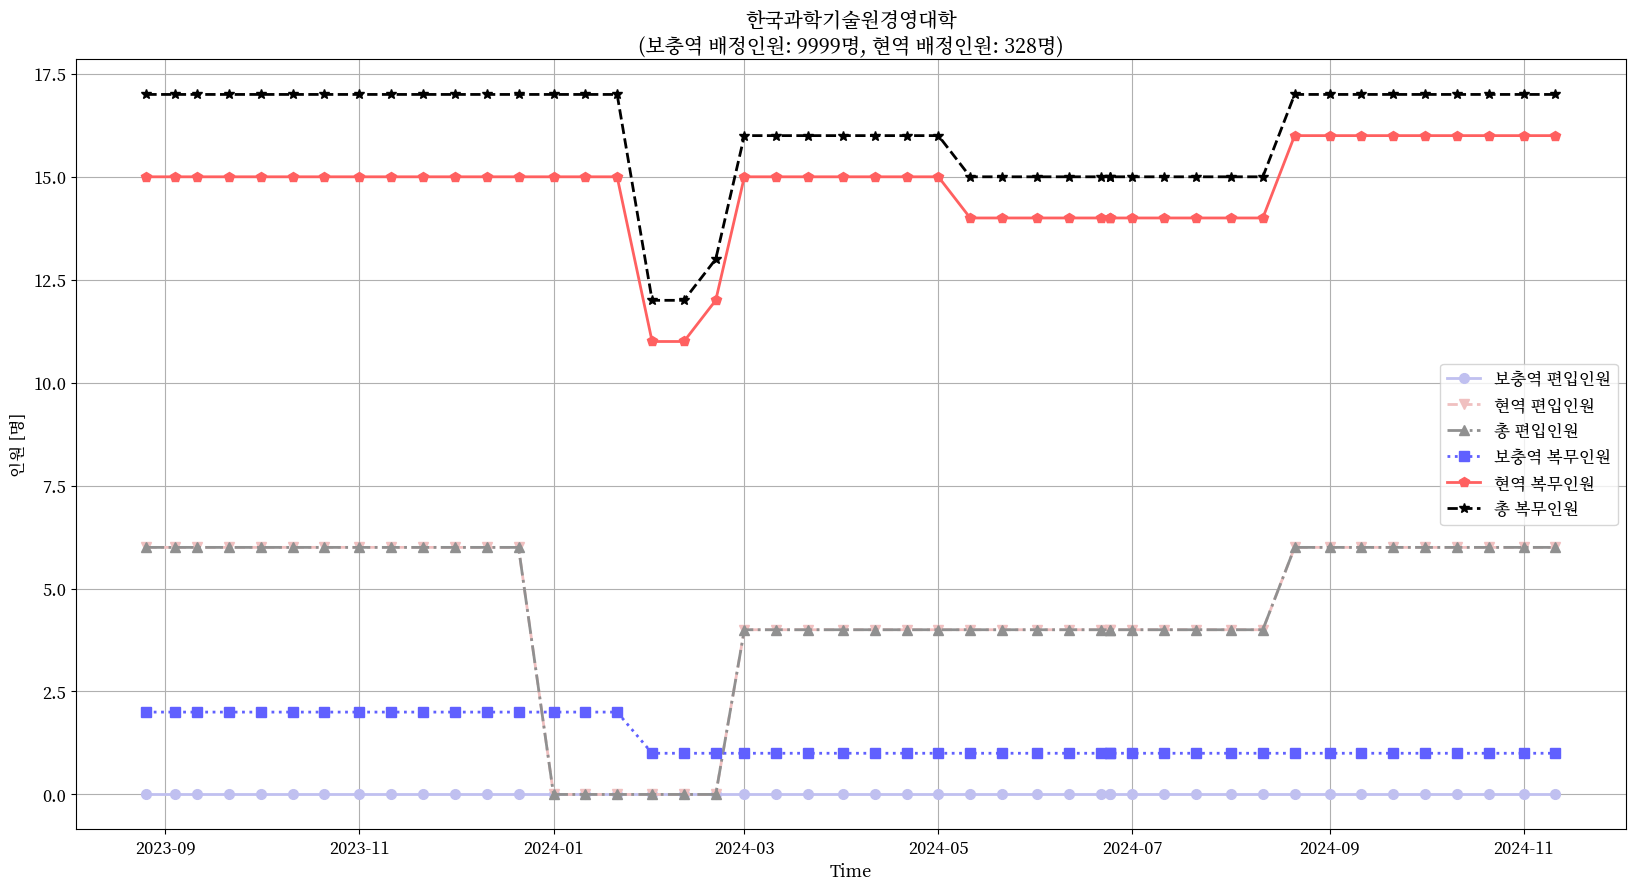 한국과학기술원경영대학
(보충역 배정인원: 9999명, 현역 배정인원: 328명)
17.5
15.0
12.5
10.0
7.5
5.0
2.5
0.0
인원 [명]
보충역 편입인원
현역 편입인원
총 편입인원
보충역 복무인원
현역 복무인원
총 복무인원
2023-09
2023-11
2024-01
2024-03
2024-05
2024-07
2024-09
2024-11
Time